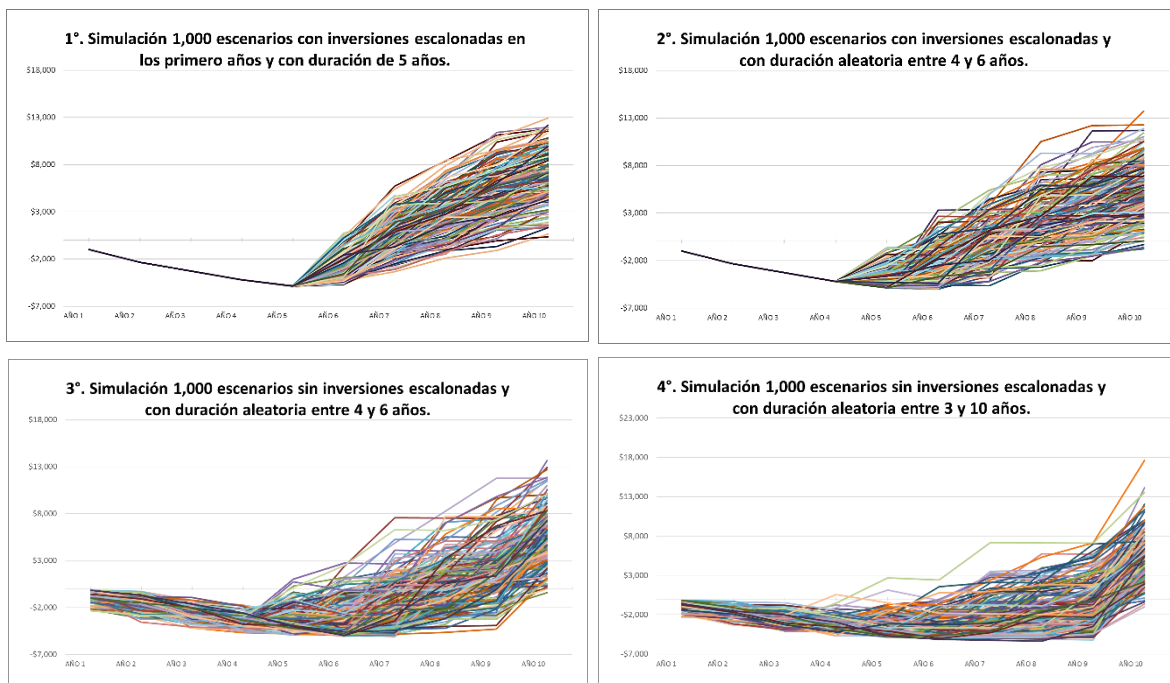 1°. Simulación 1,000 escenarios con inversiones escalonadas en
los primero años y con duración de 5 años.
$18,000
$13,000
$8,000
$3,000
-$2,000
-$7,000
AÑO 1 AÑO 2 AÑO 3 AÑO 4 AÑO 5 AÑO 6 AÑO 7 AÑO 8 AÑO 9 AÑO 10
2°. Simulación 1,000 escenarios con inversiones escalonadas y
con duración aleatoria entre 4 y 6 años.
$18,000
$13,000
$8,000
$3,000
-$2,000
-$7,000
AÑO 1 AÑO 2 AÑO 3 AÑO 4 AÑO 5 AÑO 6 AÑO 7 AÑO 8 AÑO 9 AÑO 10
3°. Simulación 1,000 escenarios sin inversiones escalonadas y
con duración aleatoria entre 4 y 6 años.
$18,000
$13,000
$8,000
$3,000
-$2,000
-$7,000
AÑO 1 AÑO 2 AÑO 3 AÑO 4 AÑO 5 AÑO 6 AÑO 7 AÑO 8 AÑO 9 AÑO 10
4°. Simulación 1,000 escenarios sin inversiones escalonadas y
con duración aleatoria entre 3 y 10 años.
$23,000
$18,000
$13,000
$8,000
$3,000
-$2,000
-$7,000
AÑO 1 AÑO 2 AÑO 3 AÑO 4 AÑO 5 AÑO 6 AÑO 7 AÑO 8 AÑO 9 AÑO 10